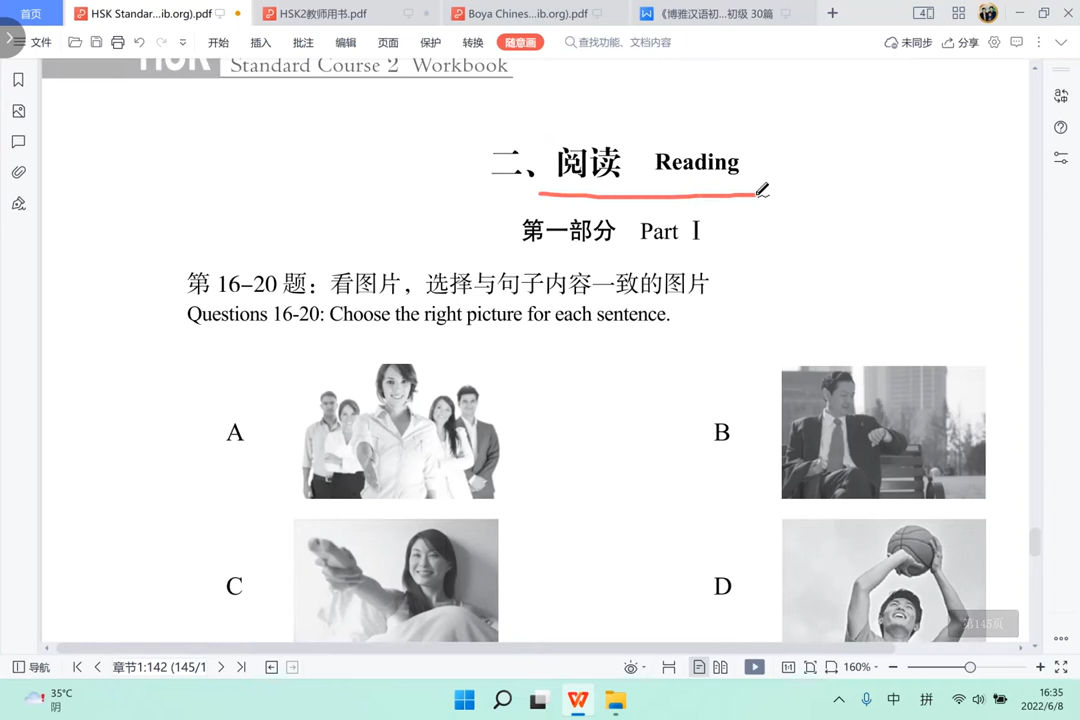 首页
HSK Standar...ib.org).pdf
HSK2教师用书.pdf
Boya Chines...ib.org).pdf
《博雅汉语初...初级 30篇
文件
开始
插入
批注
编辑
页面
保护
转换
随意画
查找功能、文档内容
未同步
分享
HSK Standard Course 2 Workbook
二、阅读 Reading
第一部分 Part Ⅰ
第 16–20 题：看图片，选择与句子内容一致的图片
Questions 16-20: Choose the right picture for each sentence.
A
B
C
D
第145页
导航
章节1:142 (145/1
160%
35°C
阴
中
拼
16:35
2022/6/8